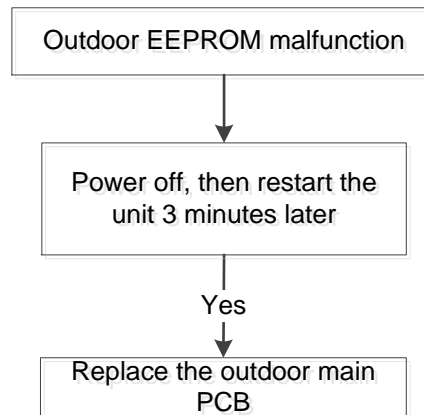 Outdoor EEPROM malfunction
Power off, then restart the
unit 3 minutes later
Yes
Replace the outdoor main
PCB